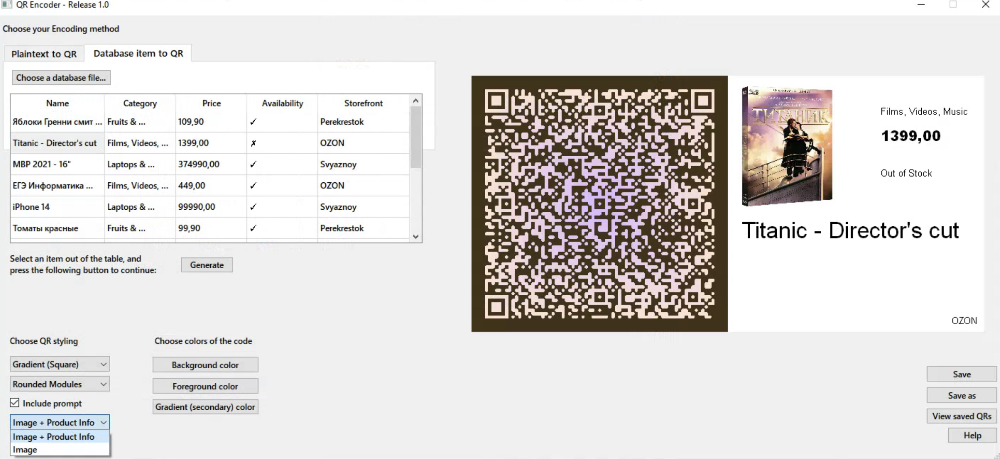 QR Encoder - Release 1.0
Choose your Encoding method
Plaintext to QR
Database item to QR
Choose a database file...
Name Category Price Availability Storefront
Яблоки Гренни смит ... Fruits & ... 109,90 ✓ Perekrestok
Titanic - Director's cut Films, Videos, ... 1399,00 ✗ OZON
MBP 2021 - 16" Laptops & ... 374990,00 ✓ Svyaznoy
ЕГЭ Информатика ... Films, Videos, ... 449,00 ✓ OZON
iPhone 14 Laptops & ... 99990,00 ✓ Svyaznoy
Томаты красные Fruits & ... 99,90 ✓ Perekrestok
Select an item out of the table, and
press the following button to continue:
Generate
ТИТАНИК
Films, Videos, Music
1399,00
Out of Stock
Titanic - Director's cut
OZON
Choose QR styling
Gradient (Square)
Rounded Modules
Include prompt
Image + Product Info
Image + Product Info
Image
Choose colors of the code
Background color
Foreground color
Gradient (secondary) color
Save
Save as
View saved QRs
Help